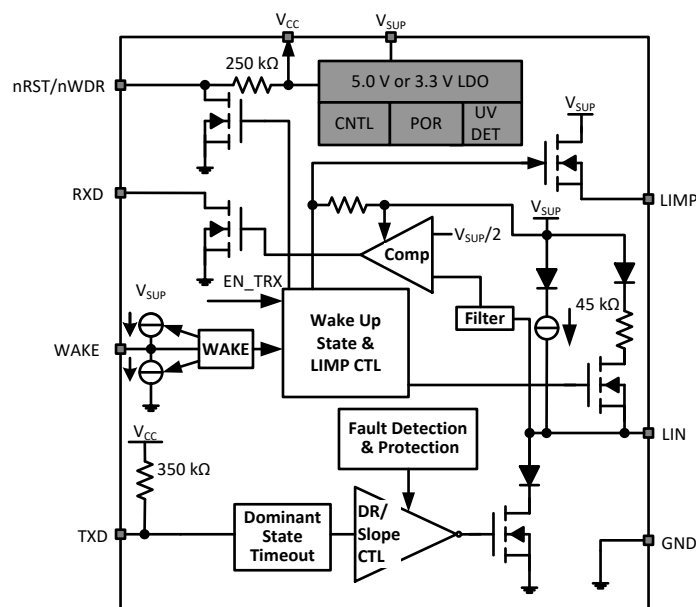 VCC
VSUP
nRST/nWDR
250 kΩ
5.0 V or 3.3 V LDO
CNTL
POR
UV
DET
VSUP
RXD
LIMP
VSUP
VSUP/2
Comp
EN_TRX
VSUP
Wake Up
State &
LIMP CTL
Filter
45 kΩ
WAKE
WAKE
VCC
Fault Detection
& Protection
LIN
350 kΩ
TXD
Dominant
State
Timeout
DR/
Slope
CTL
GND